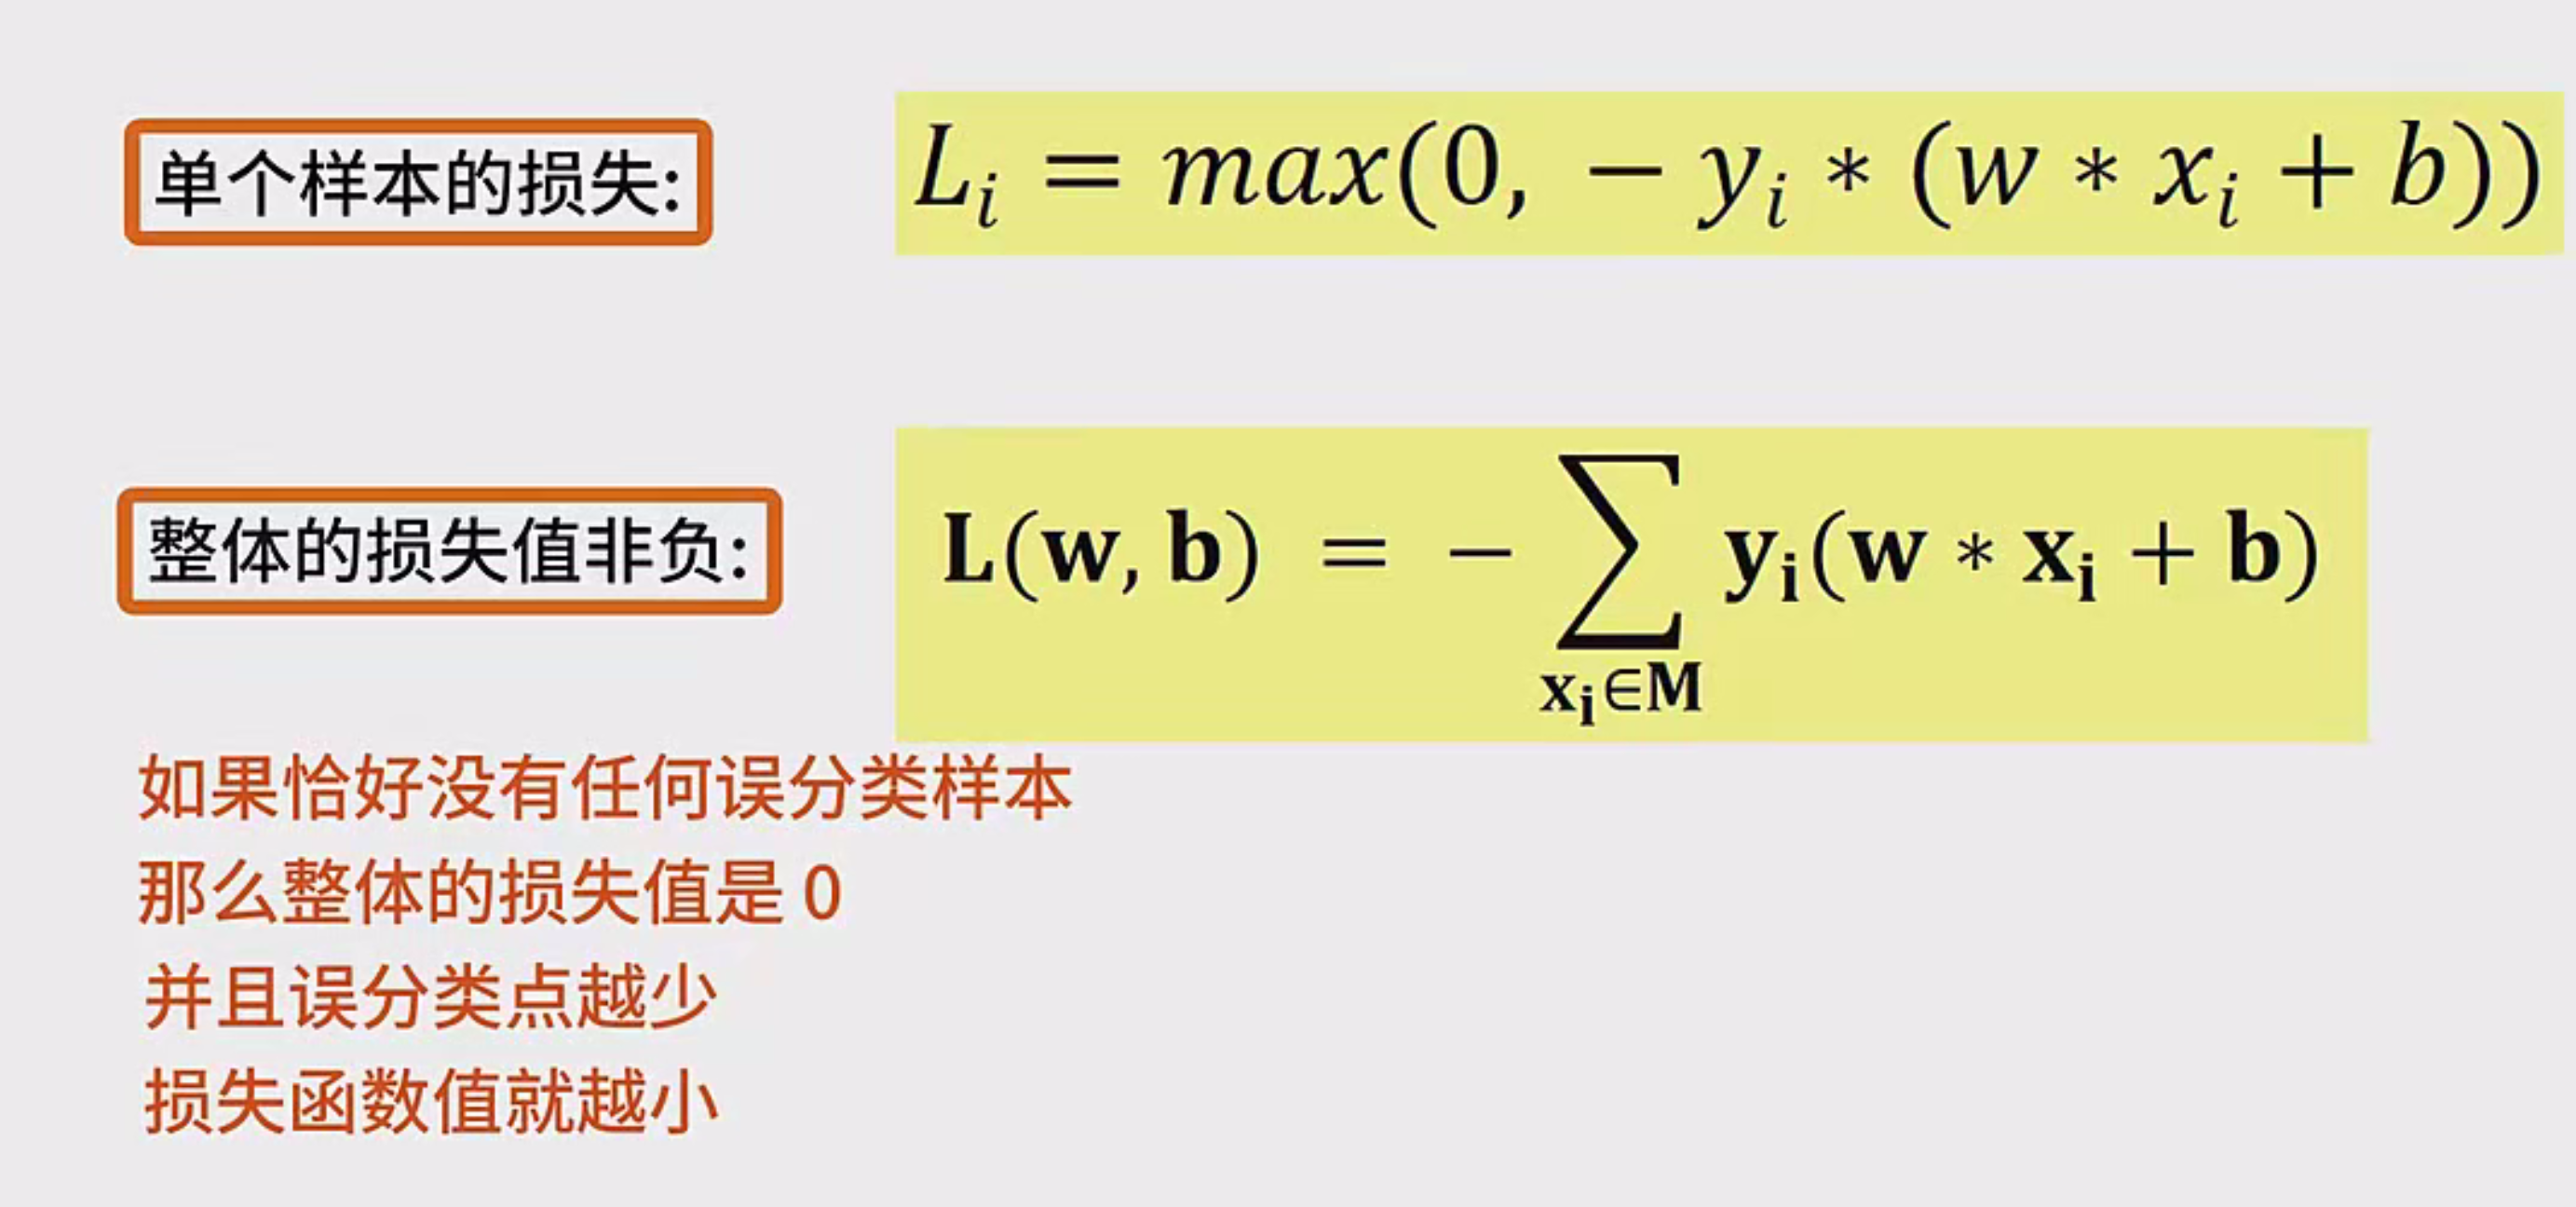 单个样本的损失: L_i = max(0, − y_i * (w * x_i + b))
整体的损失值非负: L(w, b) = − ∑_{x_i∈M} y_i(w * x_i + b)
如果恰好没有任何误分类样本
那么整体的损失值是 0
并且误分类点越少
损失函数值就越小